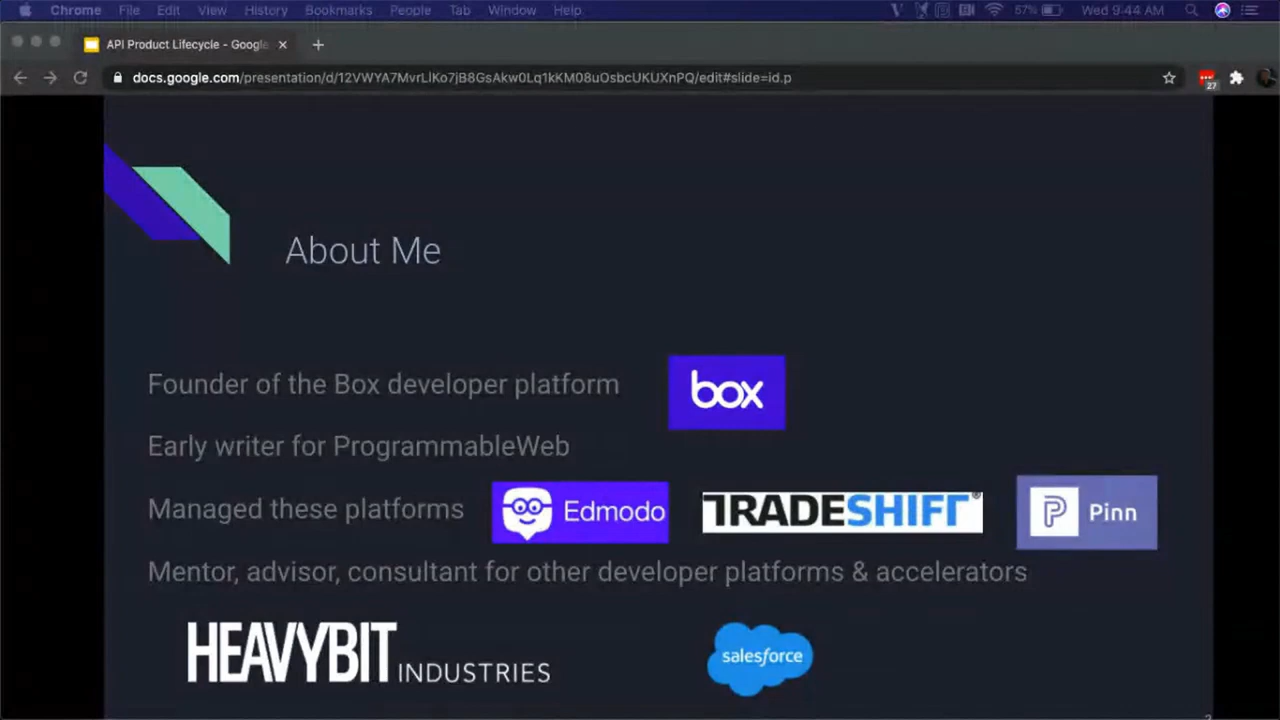 Chrome File Edit View History Bookmarks People Tab Window Help 67% Wed 9:44 AM
API Product Lifecycle - Google
docs.google.com/presentation/d/12VWYA7MvrLlKo7jB8GsAkw0Lq1kKM08uOsbcUKUXnPQ/edit#slide=id.p
27
About Me
Founder of the Box developer platform
box
Early writer for ProgrammableWeb
Managed these platforms
Edmodo
TRADESHIFT®
P Pinn
Mentor, advisor, consultant for other developer platforms & accelerators
HEAVYBIT INDUSTRIES
salesforce